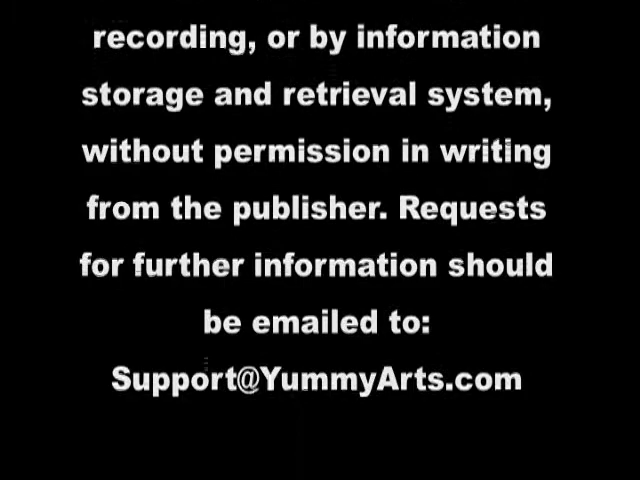 recording, or by information
storage and retrieval system,
without permission in writing
from the publisher. Requests
for further information should
be emailed to:
Support@YummyArts.com